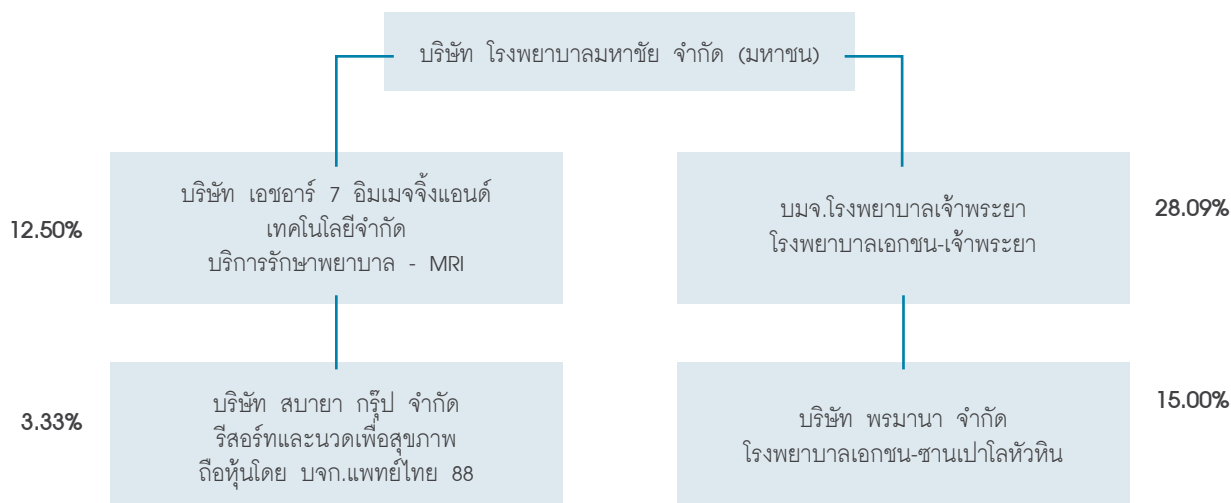 บริษัท โรงพยาบาลมหาชัย จำกัด (มหาชน)
12.50%
บริษัท เอชอาร์ 7 อิมเมจจิ้งแอนด์
เทคโนโลยีจำกัด
บริการรักษาพยาบาล - MRI
บมจ.โรงพยาบาลเจ้าพระยา
โรงพยาบาลเอกชน-เจ้าพระยา
28.09%
3.33%
บริษัท สบายา กรุ๊ป จำกัด
รีสอร์ทและนวดเพื่อสุขภาพ
ถือหุ้นโดย บจก.แพทย์ไทย 88
บริษัท พรมานา จำกัด
โรงพยาบาลเอกชน-ซานเปาโลหัวหิน
15.00%